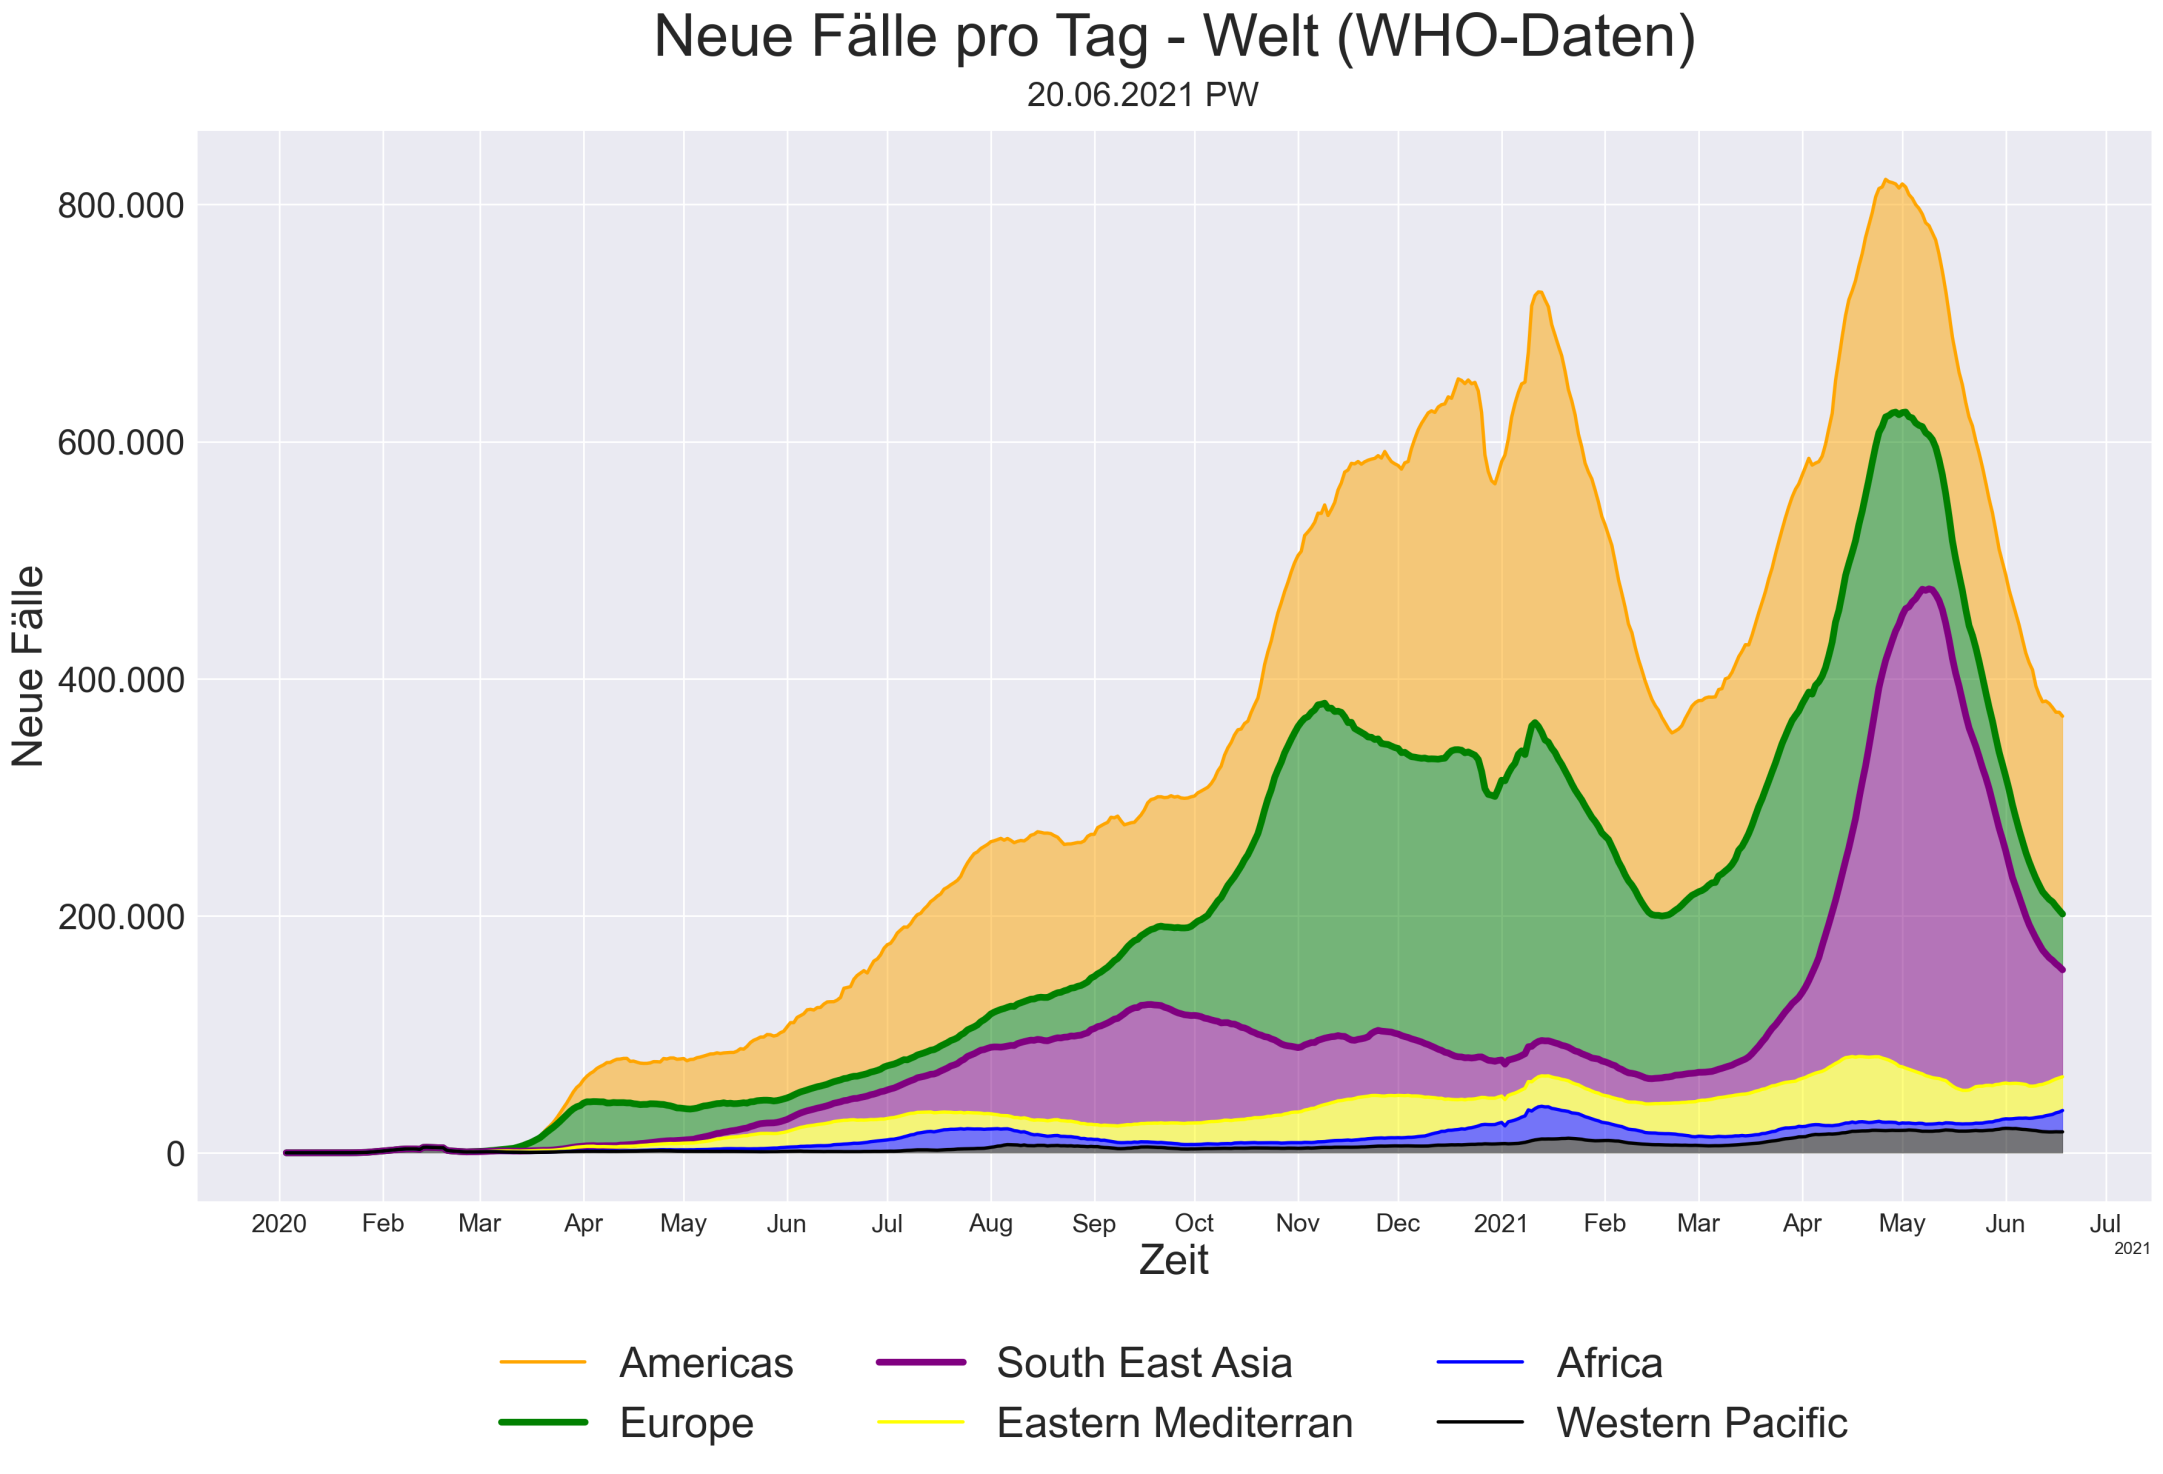 Neue Fälle pro Tag - Welt (WHO-Daten)
20.06.2021 PW
Neue Fälle
800.000
600.000
400.000
200.000
0
2020 Feb Mar Apr May Jun Jul Aug Sep Oct Nov Dec 2021 Feb Mar Apr May Jun Jul
2021
Zeit
Americas South East Asia Africa
Europe Eastern Mediterran Western Pacific